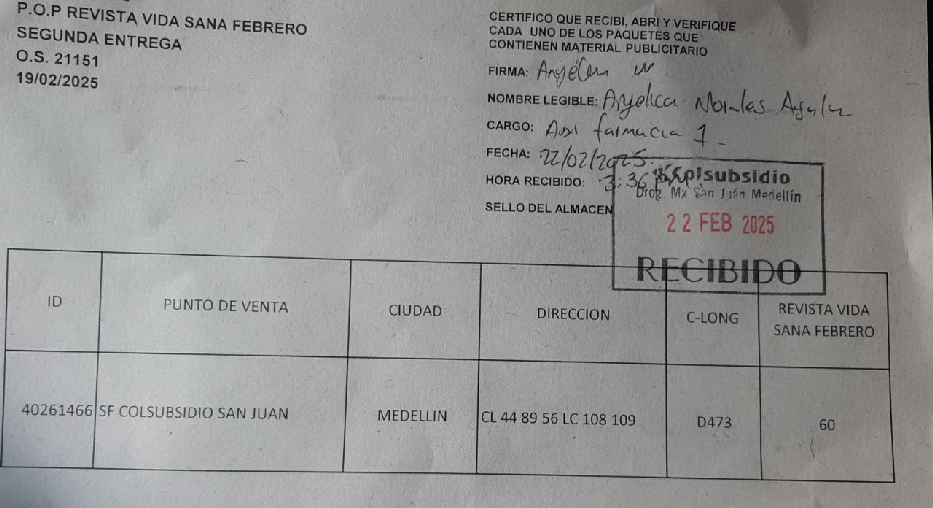 P.O.P REVISTA VIDA SANA FEBRERO
SEGUNDA ENTREGA
O.S. 21151
19/02/2025
CERTIFICO QUE RECIBI, ABRI Y VERIFIQUE
CADA UNO DE LOS PAQUETES QUE
CONTIENEN MATERIAL PUBLICITARIO
FIRMA:
NOMBRE LEGIBLE: Angelica Morales
CARGO: Aux farmacia 1
FECHA: 22/02/2025
HORA RECIBIDO: 3:36
SELLO DEL ALMACEN
Colsubsidio
Drog. Mx San Juan Medellín
22 FEB 2025
RECIBIDO
ID PUNTO DE VENTA CIUDAD DIRECCION C-LONG REVISTA VIDA
SANA FEBRERO
40261466 SF COLSUBSIDIO SAN JUAN MEDELLIN CL 44 89 56 LC 108 109 D473 60